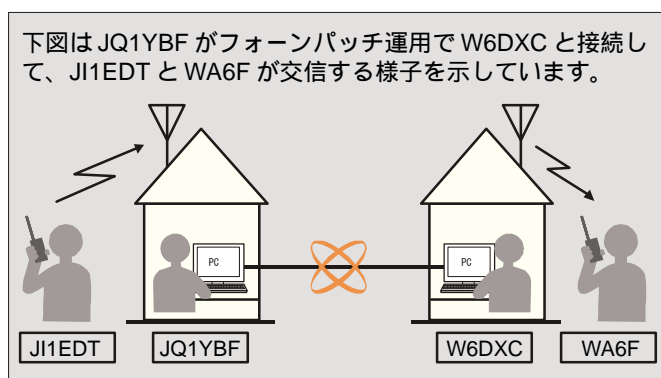 下図は JQ1YBF がフォーンパッチ運用で W6DXC と接続し
て、JI1EDT と WA6F が交信する様子を示しています。
PC
PC
JI1EDT
JQ1YBF
W6DXC
WA6F